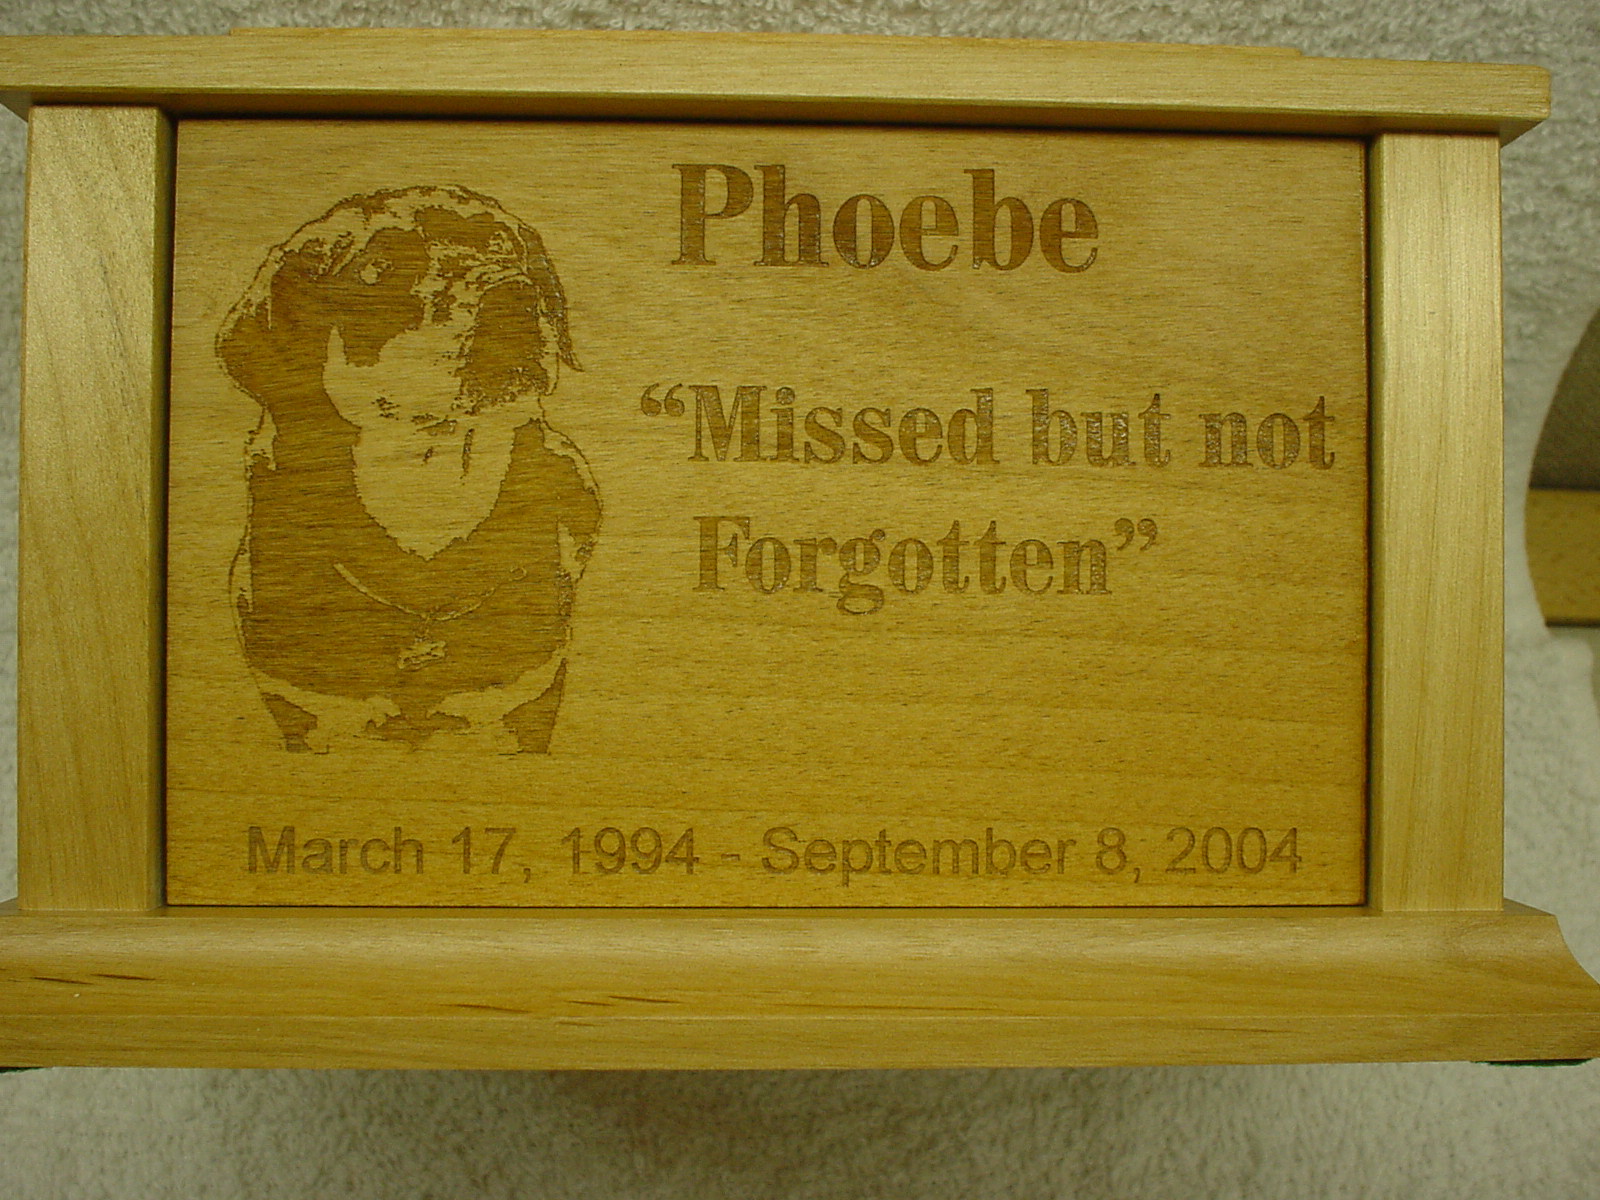 Phoebe
“Missed but not
Forgotten”
March 17, 1994 - September 8, 2004